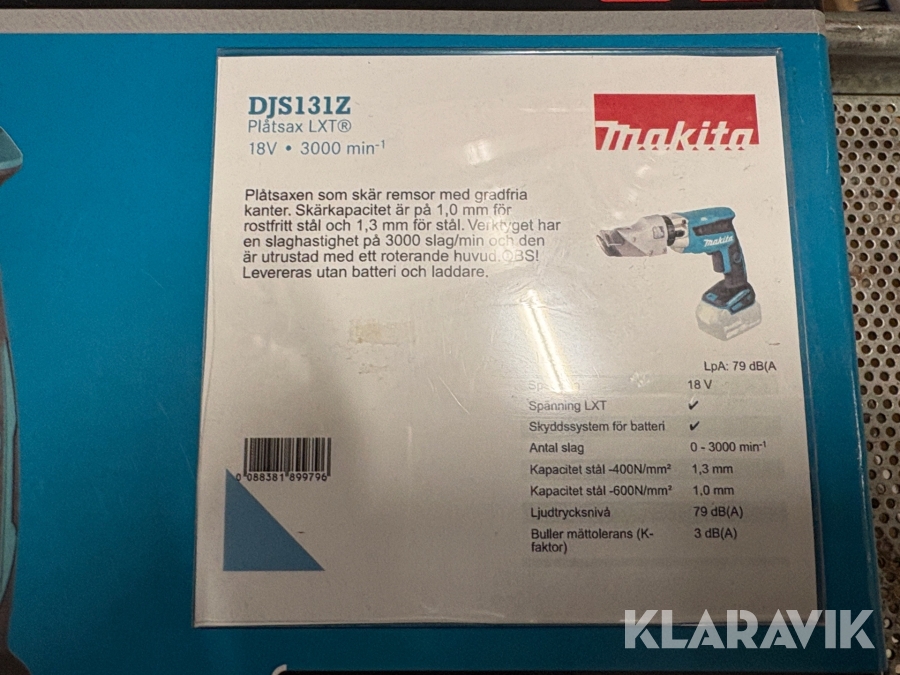 DJS131Z
Plåtsax LXT®
18V • 3000 min⁻¹
makita
Plåtsaxen som skär remsor med gradfria
kanter. Skärkapacitet är på 1,0 mm för
rostfritt stål och 1,3 mm för stål. Verktyget har
en slaghastighet på 3000 slag/min och den
är utrustad med ett roterande huvud.OBS!
Levereras utan batteri och laddare.
makita
LpA: 79 dB(A
18 V
Spänning LXT ✔
Skyddssystem för batteri ✔
Antal slag 0 - 3000 min⁻¹
Kapacitet stål -400N/mm² 1,3 mm
Kapacitet stål -600N/mm² 1,0 mm
Ljudtrycksnivå 79 dB(A)
Buller mättolerans (K- 3 dB(A)
faktor)
0 088381 899796
KLARAVIK